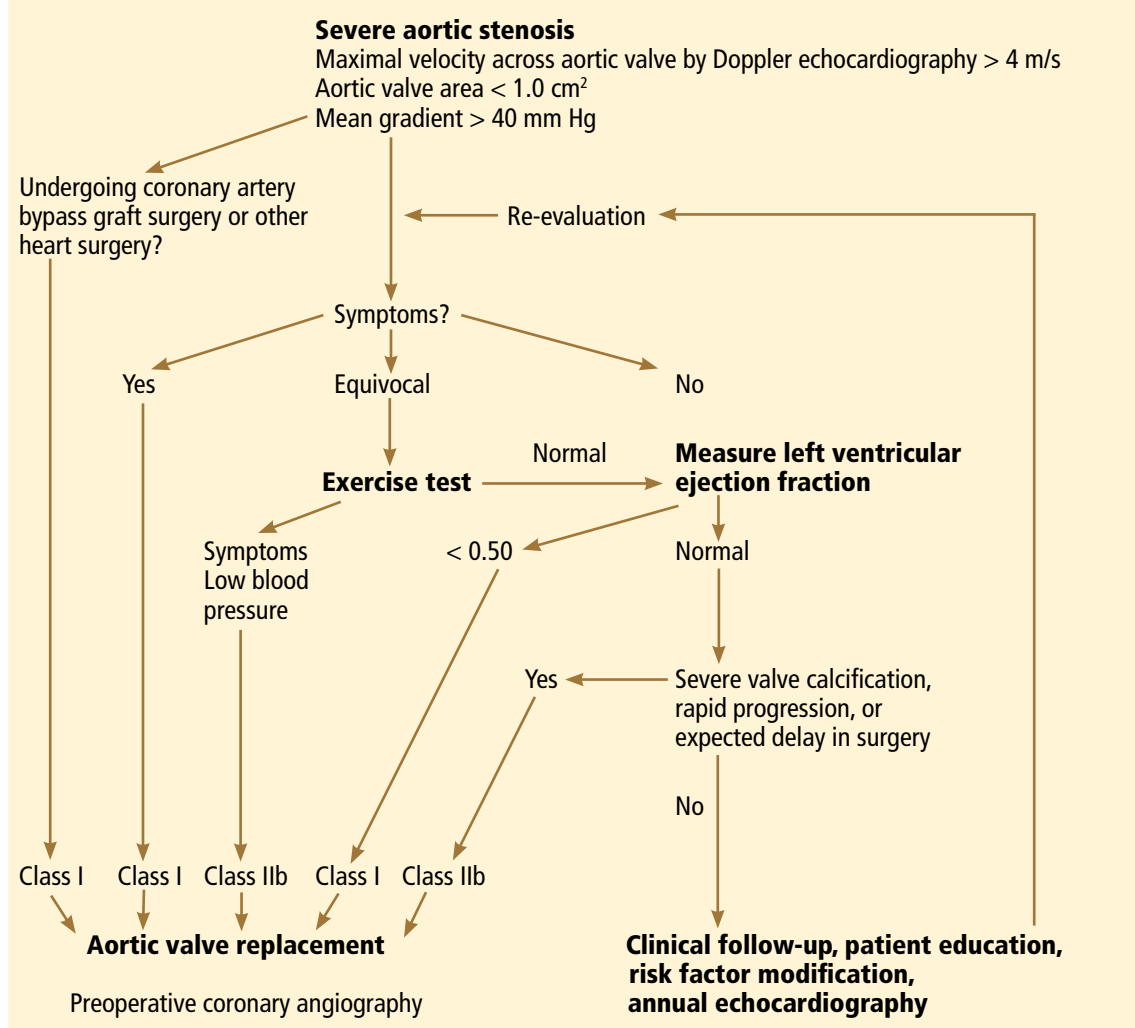 Severe aortic stenosis
Maximal velocity across aortic valve by Doppler echocardiography > 4 m/s
Aortic valve area < 1.0 cm²
Mean gradient > 40 mm Hg
Undergoing coronary artery
bypass graft surgery or other
heart surgery?
Re-evaluation
Symptoms?
Yes
Equivocal
No
Exercise test
Normal
Measure left ventricular
ejection fraction
Symptoms
Low blood
pressure
< 0.50
Normal
Yes
Severe valve calcification,
rapid progression, or
expected delay in surgery
No
Class I
Class I
Class IIb
Class I
Class IIb
Aortic valve replacement
Preoperative coronary angiography
Clinical follow-up, patient education,
risk factor modification,
annual echocardiography